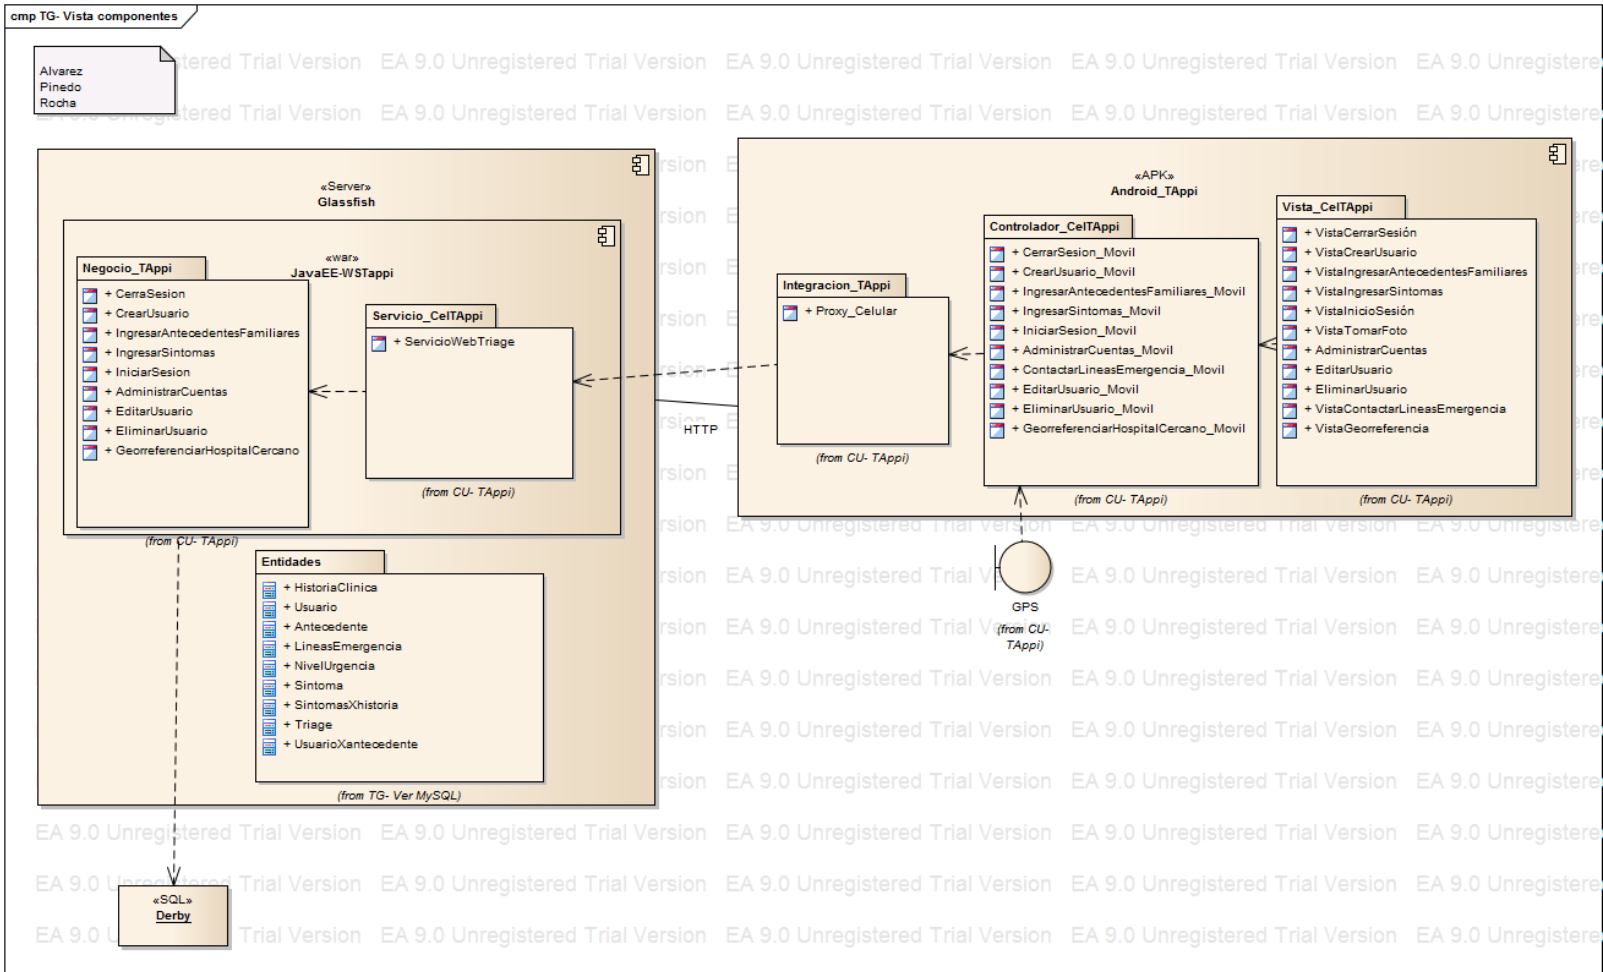 cmp TG- Vista componentes
Alvarez
Pinedo
Rocha
«Server»
Glassfish
«war»
JavaEE-WSTappi
Negocio_TAppi
+ CerraSesion
+ CrearUsuario
+ IngresarAntecedentesFamiliares
+ IngresarSintomas
+ IniciarSesion
+ AdministrarCuentas
+ EditarUsuario
+ EliminarUsuario
+ GeorreferenciarHospitalCercano
(from CU- TAppi)
Servicio_CelTAppi
+ ServicioWebTriage
(from CU- TAppi)
Entidades
+ HistoriaClinica
+ Usuario
+ Antecedente
+ LineasEmergencia
+ NivelUrgencia
+ Sintoma
+ SintomasXhistoria
+ Triage
+ UsuarioXantecedente
(from TG- Ver MySQL)
«SQL»
Derby
HTTP
«APK»
Android_TAppi
Integracion_TAppi
+ Proxy_Celular
(from CU- TAppi)
Controlador_CelTAppi
+ CerrarSesion_Movil
+ CrearUsuario_Movil
+ IngresarAntecedentesFamiliares_Movil
+ IngresarSintomas_Movil
+ IniciarSesion_Movil
+ AdministrarCuentas_Movil
+ ContactarLineasEmergencia_Movil
+ EditarUsuario_Movil
+ EliminarUsuario_Movil
+ GeorreferenciarHospitalCercano_Movil
(from CU- TAppi)
Vista_CelTAppi
+ VistaCerrarSesión
+ VistaCrearUsuario
+ VistaIngresarAntecedentesFamiliares
+ VistaIngresarSintomas
+ VistaInicioSesión
+ VistaTomarFoto
+ AdministrarCuentas
+ EditarUsuario
+ EliminarUsuario
+ VistaContactarLineasEmergencia
+ VistaGeorreferencia
(from CU- TAppi)
GPS
(from CU-
TAppi)
EA 9.0 Unregistered Trial Version